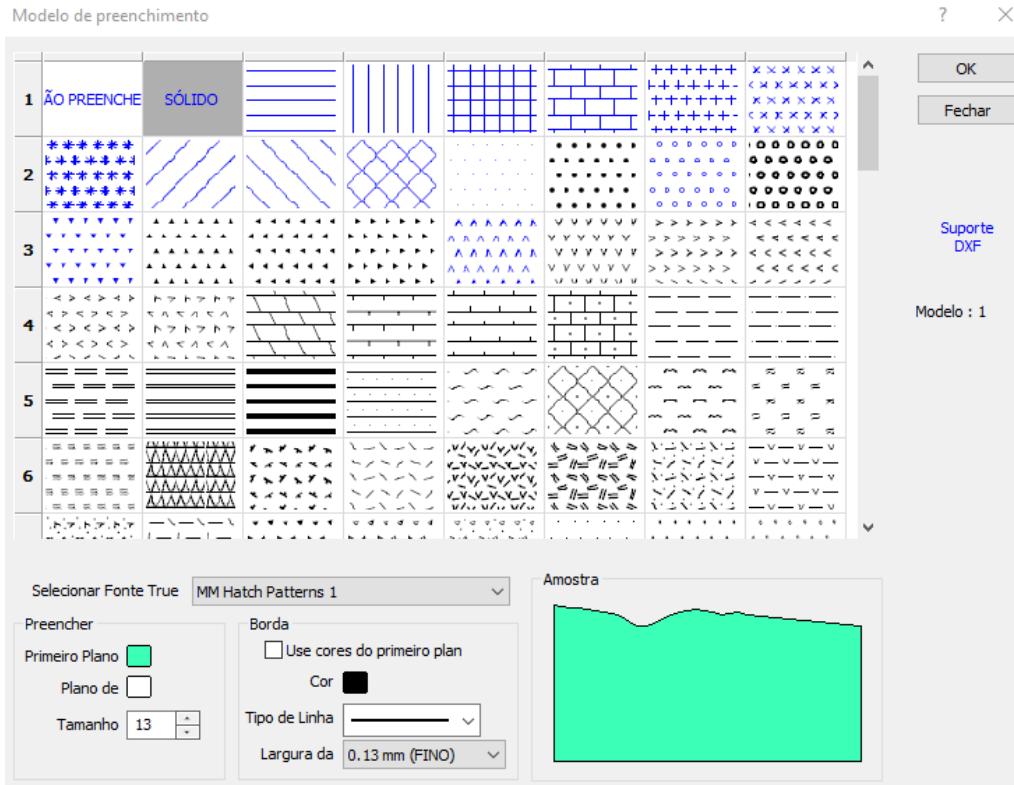 Modelo de preenchimento
?
OK
Fechar
1
ÃO PREENCHE
SÓLIDO
2
3
Suporte
DXF
4
Modelo : 1
5
6
Selecionar Fonte True
MM Hatch Patterns 1
Amostra
Preencher
Primeiro Plano
Plano de
Tamanho
13
Borda
Use cores do primeiro plan
Cor
Tipo de Linha
Largura da
0.13 mm (FINO)